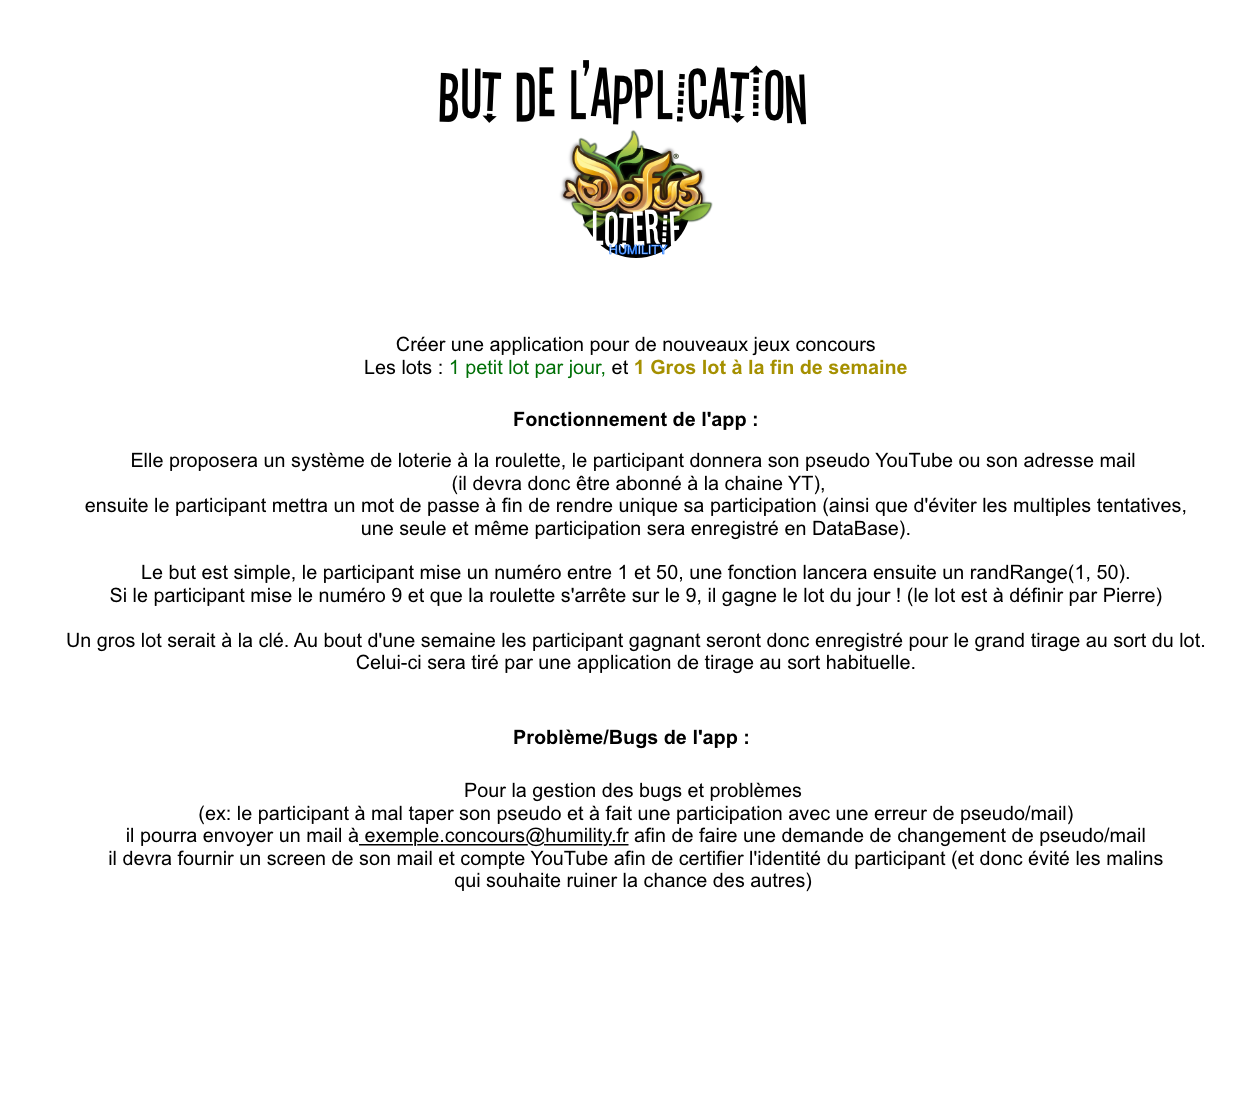 BUT DE L'APPLICATION
Dofus
LOTERIE
HUMILITY
Créer une application pour de nouveaux jeux concours
Les lots : 1 petit lot par jour, et 1 Gros lot à la fin de semaine
Fonctionnement de l'app :
Elle proposera un système de loterie à la roulette, le participant donnera son pseudo YouTube ou son adresse mail
(il devra donc être abonné à la chaine YT),
ensuite le participant mettra un mot de passe à fin de rendre unique sa participation (ainsi que d'éviter les multiples tentatives,
une seule et même participation sera enregistré en DataBase).
Le but est simple, le participant mise un numéro entre 1 et 50, une fonction lancera ensuite un randRange(1, 50).
Si le participant mise le numéro 9 et que la roulette s'arrête sur le 9, il gagne le lot du jour ! (le lot est à définir par Pierre)
Un gros lot serait à la clé. Au bout d'une semaine les participant gagnant seront donc enregistré pour le grand tirage au sort du lot.
Celui-ci sera tiré par une application de tirage au sort habituelle.
Problème/Bugs de l'app :
Pour la gestion des bugs et problèmes
(ex: le participant à mal taper son pseudo et à fait une participation avec une erreur de pseudo/mail)
il pourra envoyer un mail à exemple.concours@humility.fr afin de faire une demande de changement de pseudo/mail
il devra fournir un screen de son mail et compte YouTube afin de certifier l'identité du participant (et donc évité les malins
qui souhaite ruiner la chance des autres)